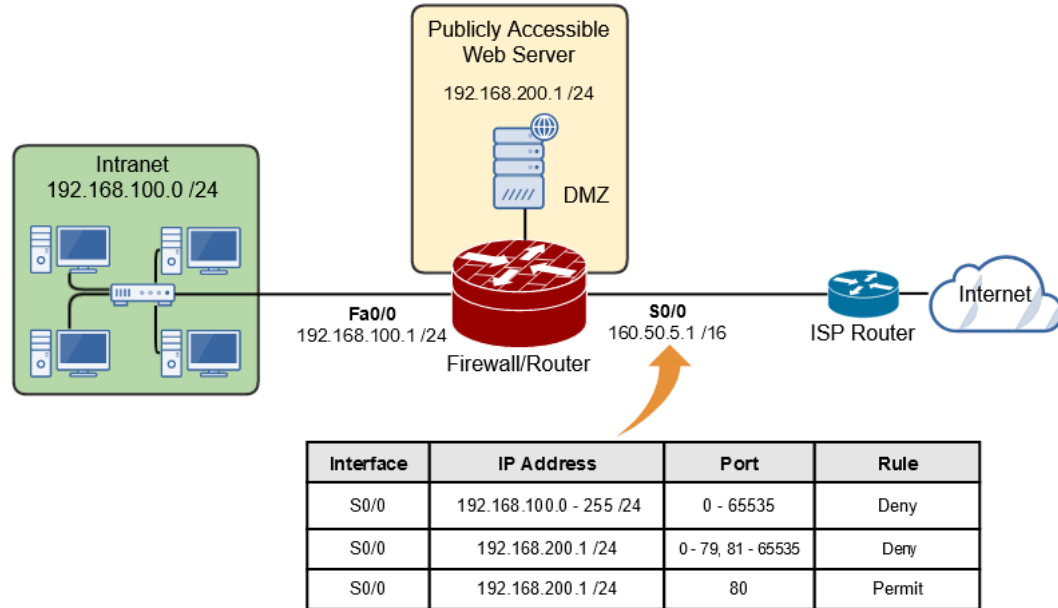 Publicly Accessible
Web Server
192.168.200.1 /24
DMZ
Intranet
192.168.100.0 /24
Fa0/0
192.168.100.1 /24
Firewall/Router
S0/0
160.50.5.1 /16
ISP Router
Internet
Interface IP Address Port Rule
S0/0 192.168.100.0 - 255 /24 0 - 65535 Deny
S0/0 192.168.200.1 /24 0 - 79, 81 - 65535 Deny
S0/0 192.168.200.1 /24 80 Permit